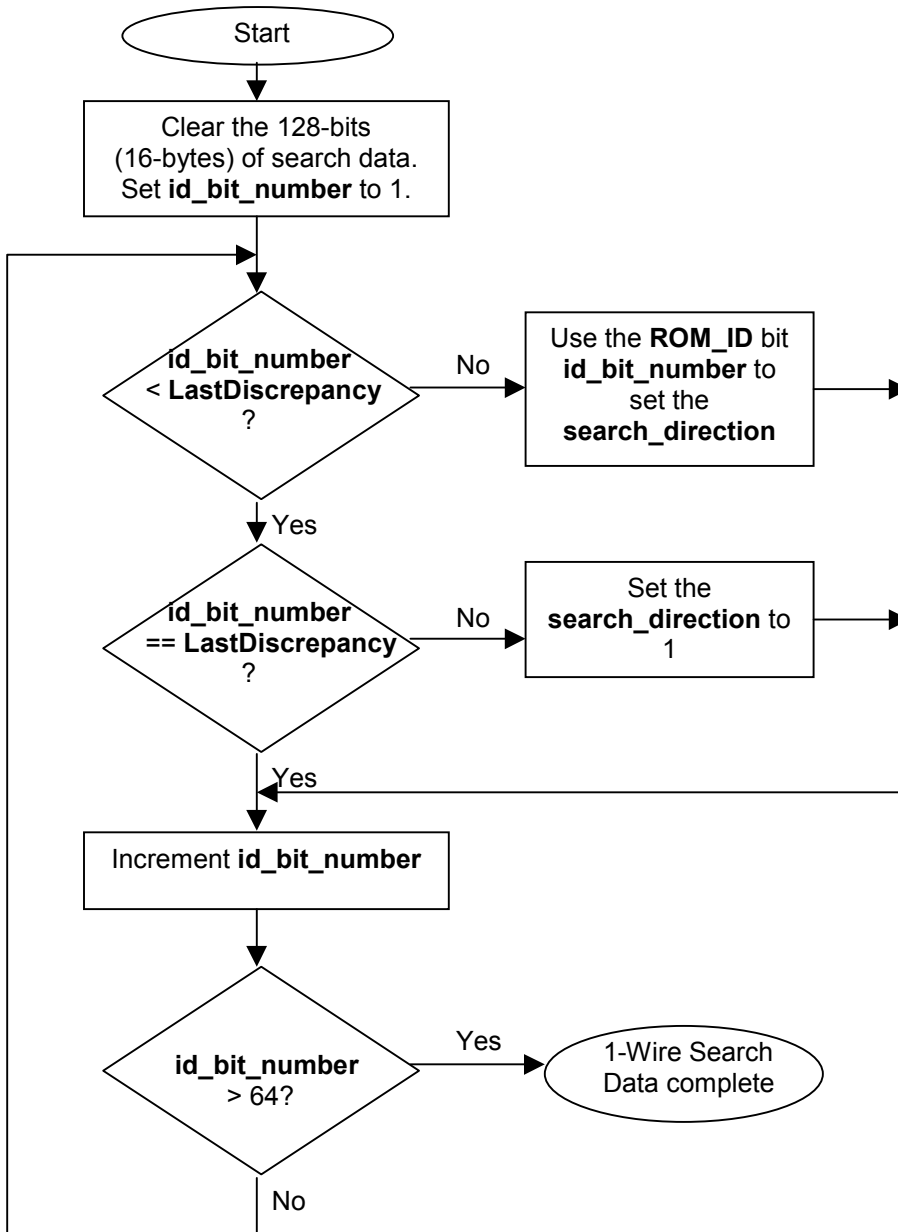 Start
Clear the 128-bits
(16-bytes) of search data.
Set id_bit_number to 1.
id_bit_number
< LastDiscrepancy
?
No
Use the ROM_ID bit
id_bit_number to
set the
search_direction
Yes
id_bit_number
== LastDiscrepancy
?
No
Set the
search_direction to
1
Yes
Increment id_bit_number
id_bit_number
> 64?
Yes
1-Wire Search
Data complete
No